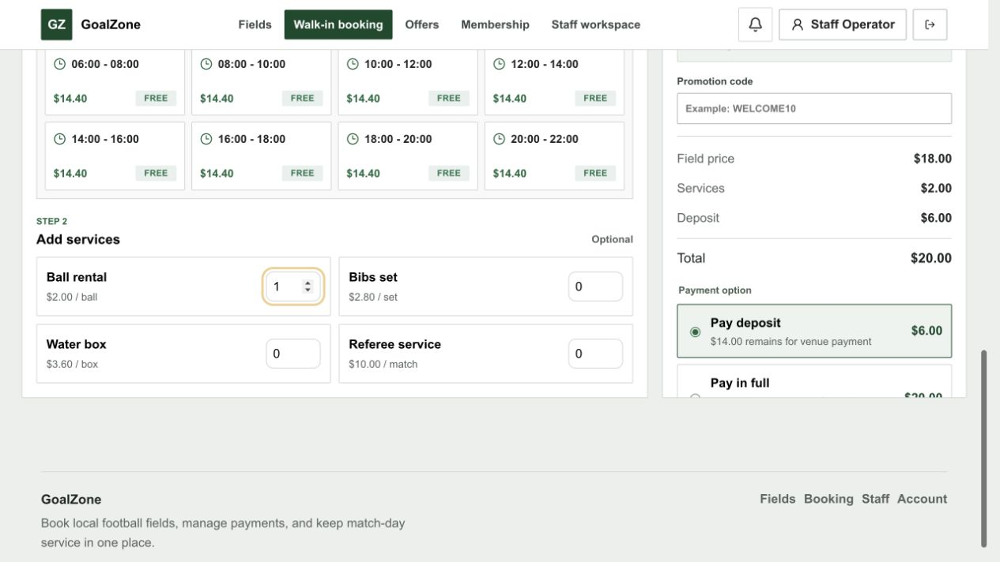 GZ GoalZone Fields Walk-in booking Offers Membership Staff workspace Staff Operator
06:00 - 08:00 08:00 - 10:00 10:00 - 12:00 12:00 - 14:00
$14.40 FREE $14.40 FREE $14.40 FREE $14.40 FREE
14:00 - 16:00 16:00 - 18:00 18:00 - 20:00 20:00 - 22:00
$14.40 FREE $14.40 FREE $14.40 FREE $14.40 FREE
STEP 2
Add services Optional
Ball rental 1
$2.00 / ball
Bibs set 0
$2.80 / set
Water box 0
$3.60 / box
Referee service 0
$10.00 / match
Promotion code
Example: WELCOME10
Field price $18.00
Services $2.00
Deposit $6.00
Total $20.00
Payment option
Pay deposit $6.00
$14.00 remains for venue payment
Pay in full
$20.00
GoalZone Fields Booking Staff Account
Book local football fields, manage payments, and keep match-day
service in one place.